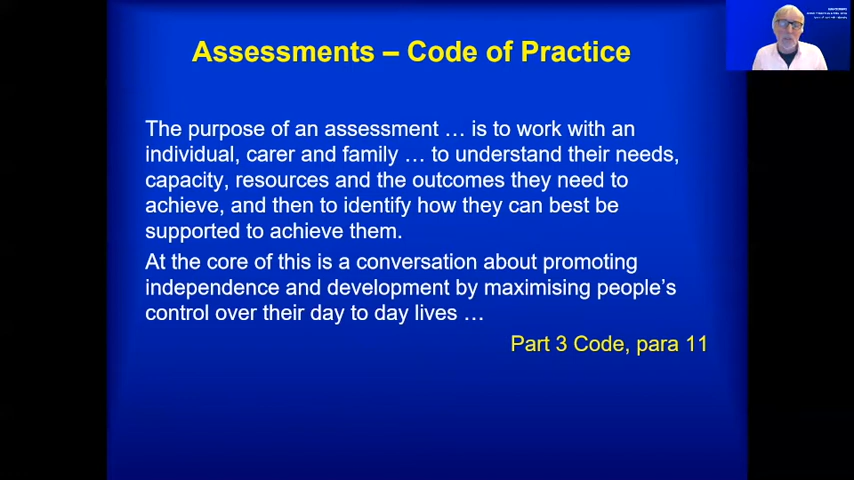 Assessments – Code of Practice
The purpose of an assessment … is to work with an
individual, carer and family … to understand their needs,
capacity, resources and the outcomes they need to
achieve, and then to identify how they can best be
supported to achieve them.
At the core of this is a conversation about promoting
independence and development by maximising people’s
control over their day to day lives …
Part 3 Code, para 11